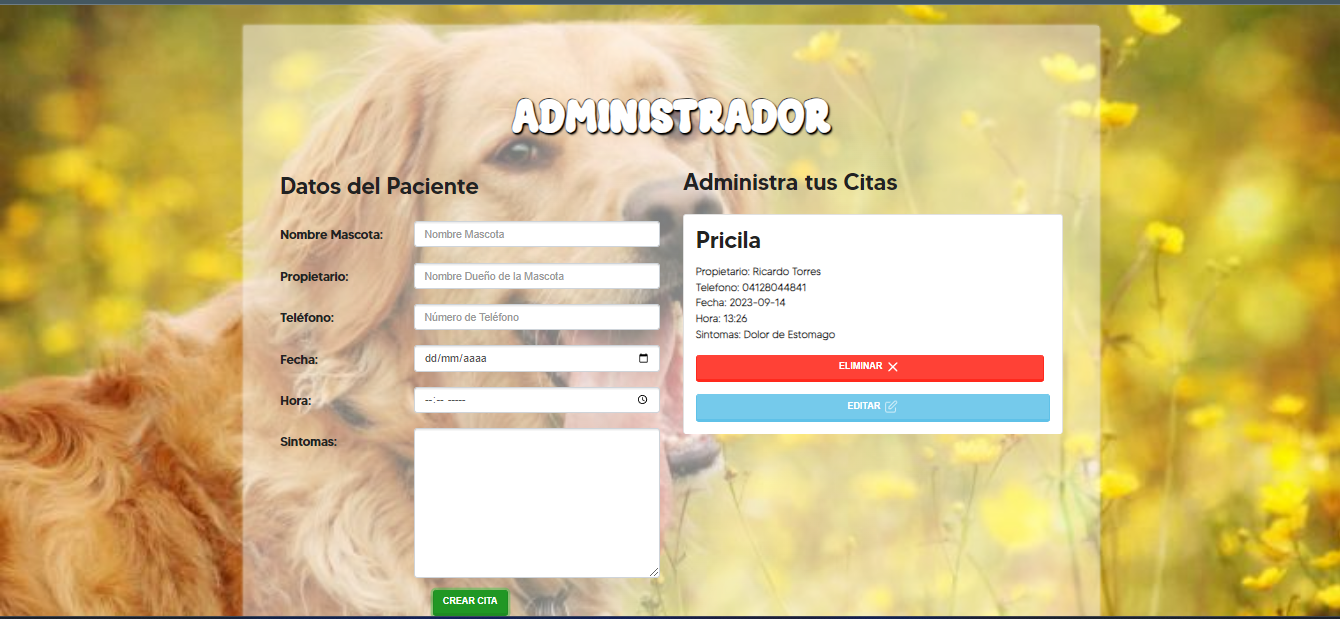 ADMINISTRADOR
Datos del Paciente
Nombre Mascota:
Nombre Mascota
Propietario:
Nombre Dueño de la Mascota
Teléfono:
Número de Teléfono
Fecha:
dd/mm/aaaa
Hora:
--:-- -----
Sintomas:
CREAR CITA
Administra tus Citas
Pricila
Propietario: Ricardo Torres
Telefono: 04128044841
Fecha: 2023-09-14
Hora: 13:26
Sintomas: Dolor de Estomago
ELIMINAR
EDITAR